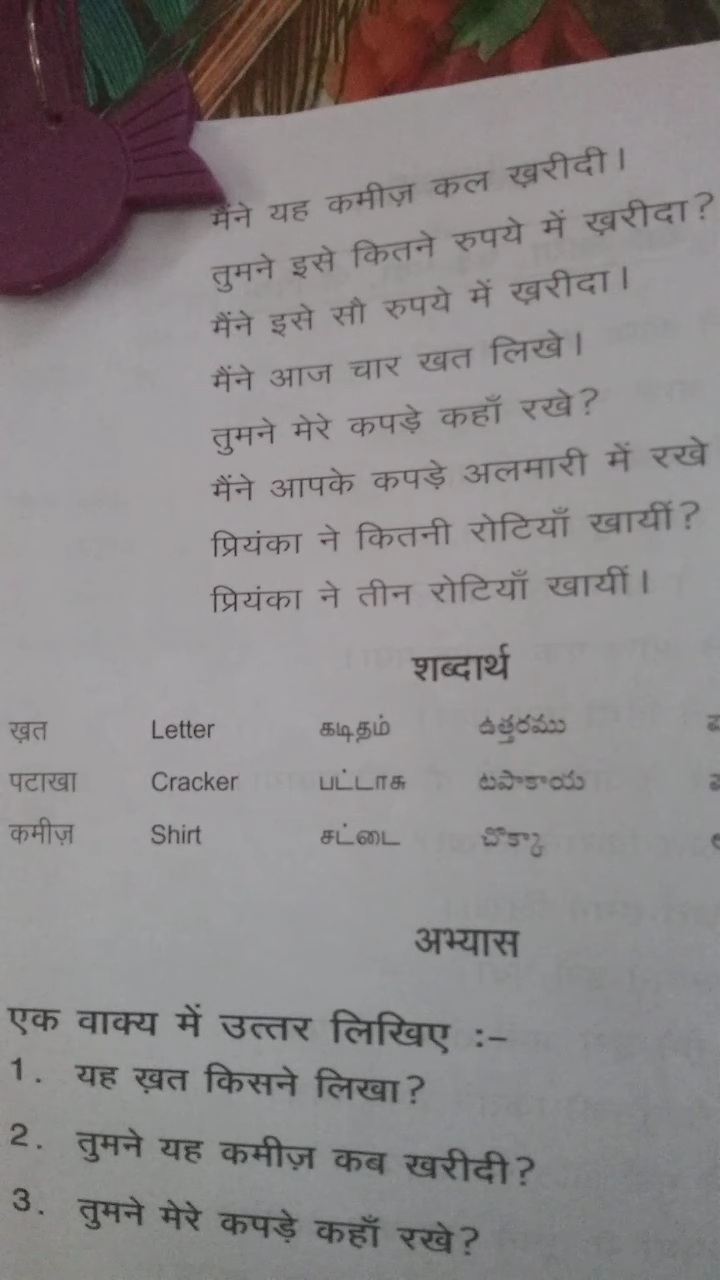 मैंने यह कमीज़ कल ख़रीदी।
तुमने इसे कितने रुपये में ख़रीदा?
मैंने इसे सौ रुपये में ख़रीदा।
मैंने आज चार खत लिखे।
तुमने मेरे कपड़े कहाँ रखे?
मैंने आपके कपड़े अलमारी में रखे
प्रियंका ने कितनी रोटियाँ खायीं?
प्रियंका ने तीन रोटियाँ खायीं।
शब्दार्थ
ख़त Letter கடிதம் ఉత్తరము
पटाखा Cracker பட்டாசு టపాకాయ
कमीज़ Shirt சட்டை చొక్కా
अभ्यास
एक वाक्य में उत्तर लिखिए :-
1. यह ख़त किसने लिखा?
2. तुमने यह कमीज़ कब खरीदी?
3. तुमने मेरे कपड़े कहाँ रखे?